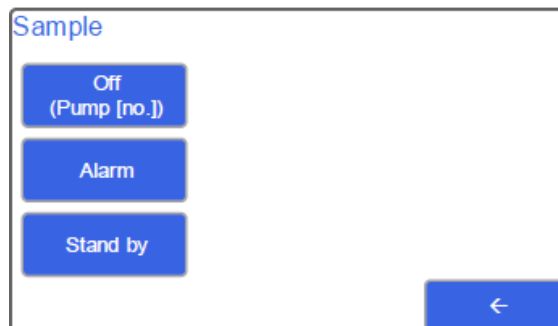 Sample
Off
(Pump [no.])
Alarm
Stand by
←